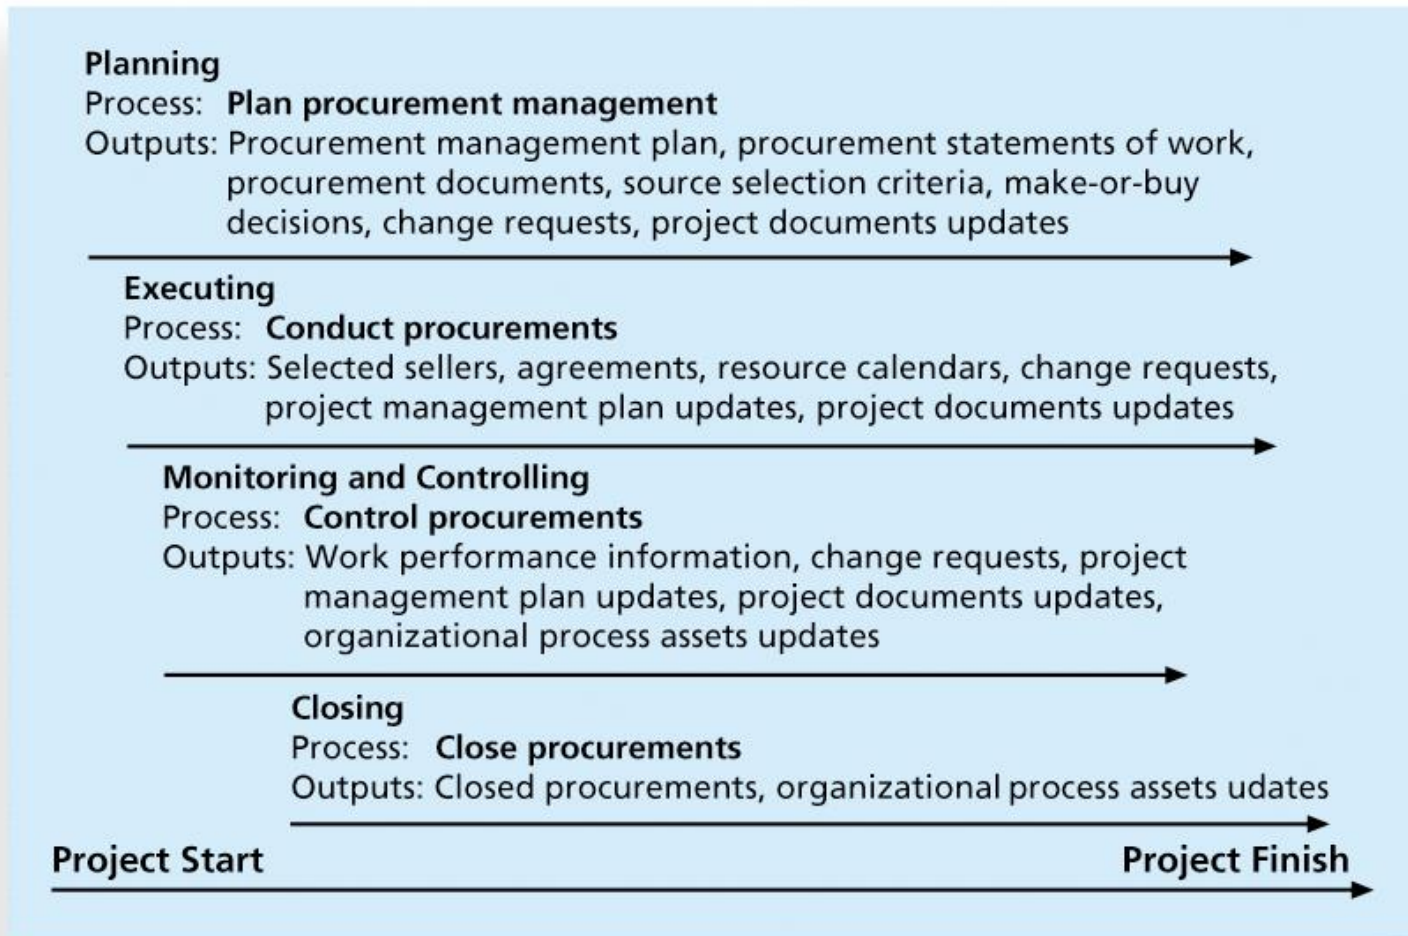 Planning
Process: Plan procurement management
Outputs: Procurement management plan, procurement statements of work,
procurement documents, source selection criteria, make-or-buy
decisions, change requests, project documents updates
Executing
Process: Conduct procurements
Outputs: Selected sellers, agreements, resource calendars, change requests,
project management plan updates, project documents updates
Monitoring and Controlling
Process: Control procurements
Outputs: Work performance information, change requests, project
management plan updates, project documents updates,
organizational process assets updates
Closing
Process: Close procurements
Outputs: Closed procurements, organizational process assets udates
Project Start Project Finish